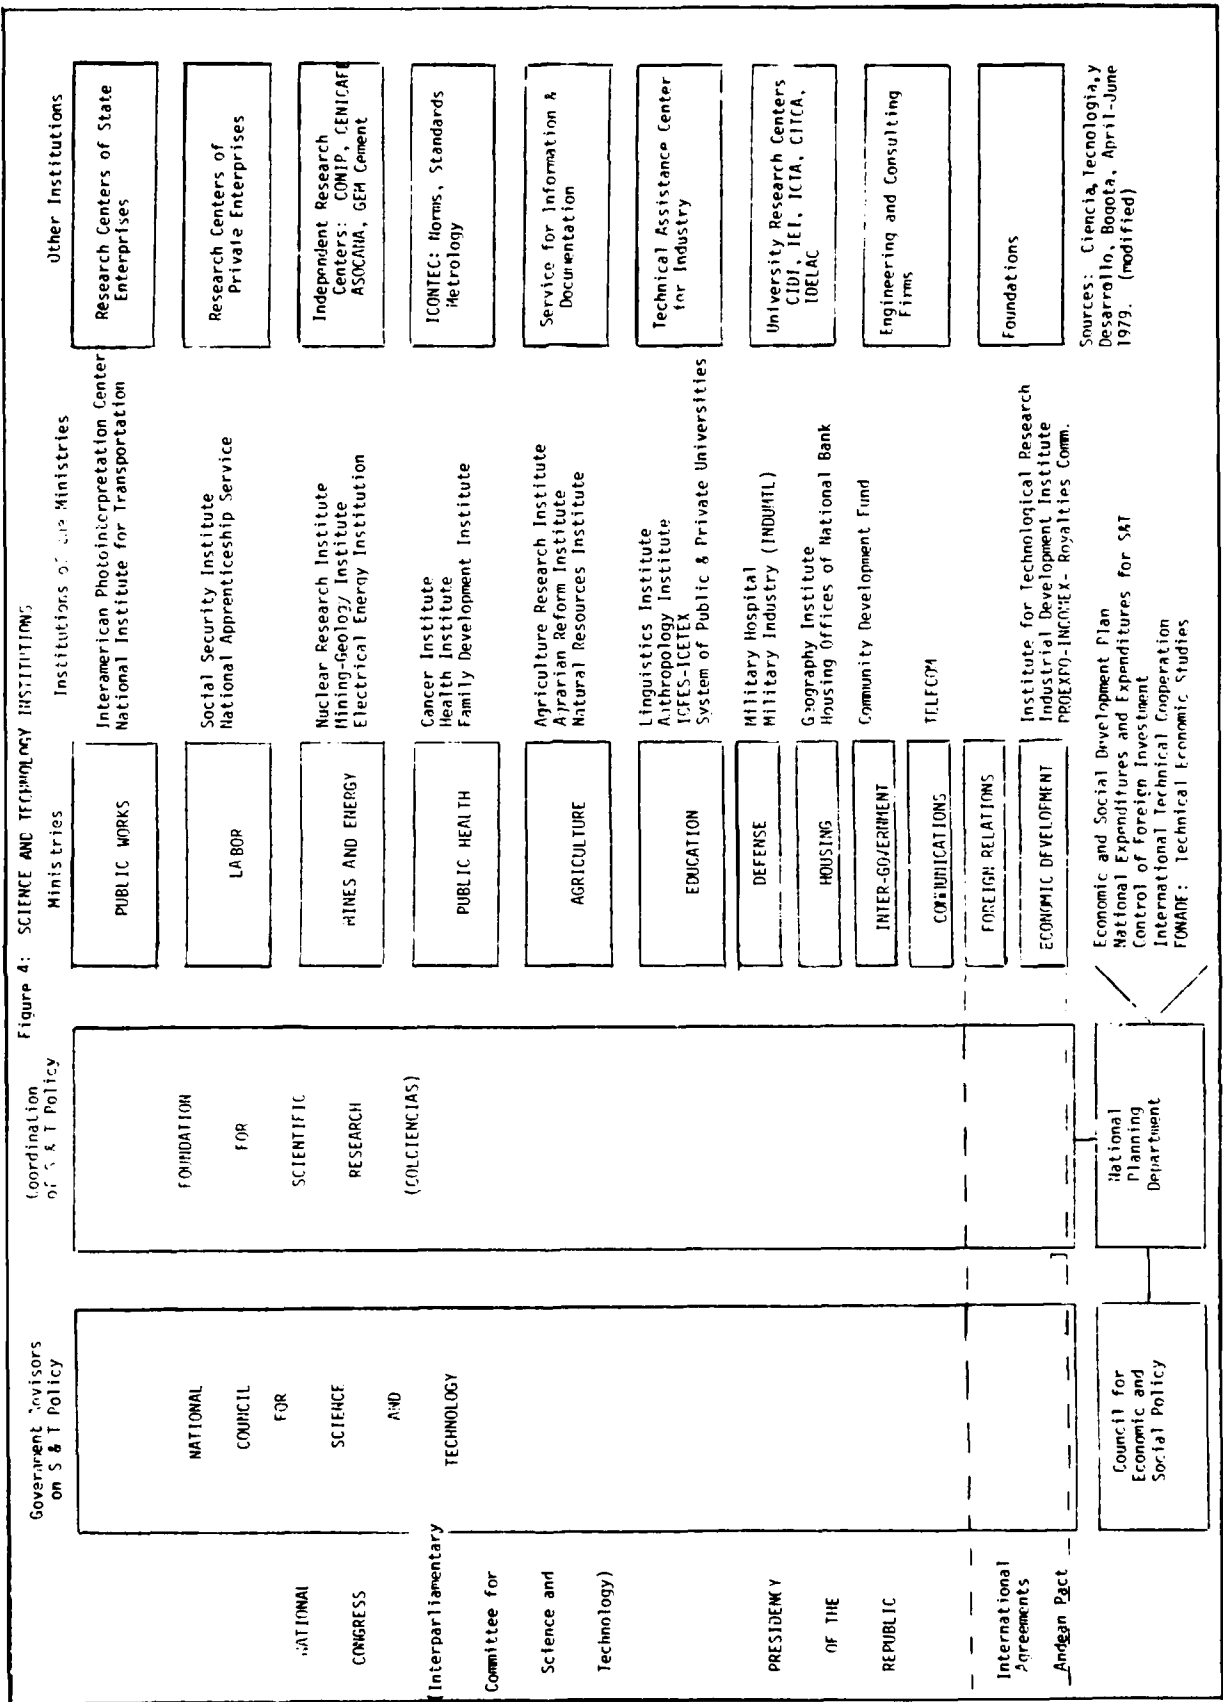 Figure 4: SCIENCE AND TECHNOLOGY INSTITUTIONS
Government
on S & T Policy
Coordination
of S & T Policy
Ministries
Institutions of the Ministries
Other Institutions
NATIONAL
CONGRESS
(Interparliamentary
Committee for
Science and
Technology)
PRESIDENCY
OF THE
REPUBLIC
International
Agreements
Andean Pact
NATIONAL
COUNCIL
FOR
SCIENCE
AND
TECHNOLOGY
Council for
Economic and
Social Policy
FOUNDATION
FOR
SCIENTIFIC
RESEARCH
(COLCIENCIAS)
National
Planning
Department
PUBLIC WORKS
LABOR
MINES AND ENERGY
PUBLIC HEALTH
AGRICULTURE
EDUCATION
DEFENSE
HOUSING
INTER-GOVERNMENT
COMMUNICATIONS
FOREIGN RELATIONS
ECONOMIC DEVELOPMENT
Economic and Social Development Plan
National Expenditures and Expenditures for S&T
Control of Foreign Investment
International Technical Cooperation
FONADE: Technical Economic Studies
Interamerican Photointerpretation Center
National Institute for Transportation
Social Security Institute
National Apprenticeship Service
Nuclear Research Institute
Mining-Geology Institute
Electrical Energy Institution
Cancer Institute
Health Institute
Family Development Institute
Agriculture Research Institute
Agrarian Reform Institute
Natural Resources Institute
Linguistics Institute
Anthropology Institute
ICFES-ICETEX
System of Public & Private Universities
Military Hospital
Military Industry (INDUMTL)
Geography Institute
Housing Offices of National Bank
Community Development Fund
TELECOM
Institute for Technological Research
Industrial Development Institute
PROEXPO-INCOMEX- Royalties Comm.
Research Centers of State
Enterprises
Research Centers of
Private Enterprises
Independent Research
Centers: CONIP, CENICAFE
ASOCANA, GEM Cement
ICONTEC: Norms, Standards
Metrology
Service for Information &
Documentation
Technical Assistance Center
for Industry
University Research Centers
CIDI, IEI, ICTA, CITCA,
IDELAC
Engineering and Consulting
Firms
Foundations
Sources: Ciencia,Tecnologia,y
Desarrollo, Bogota, April-June
1979. (modified)